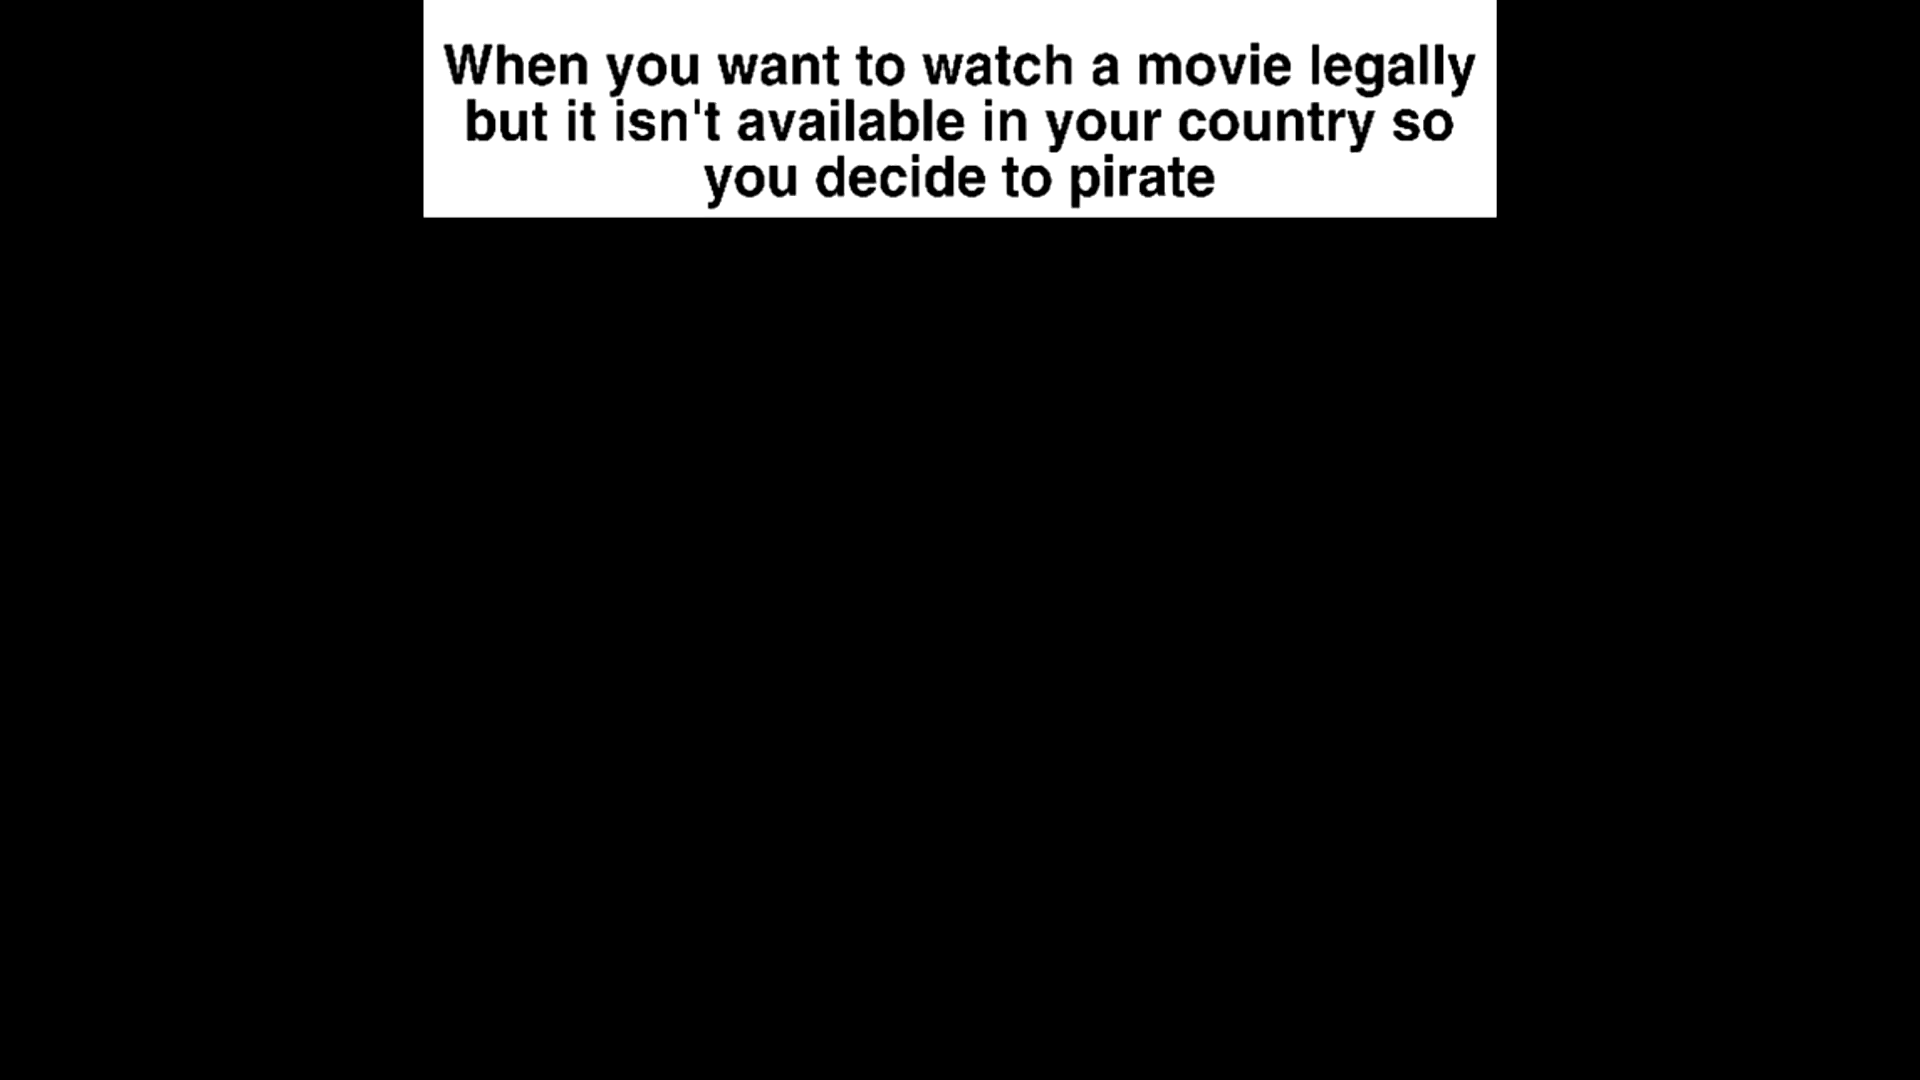 When you want to watch a movie legally
but it isn't available in your country so
you decide to pirate